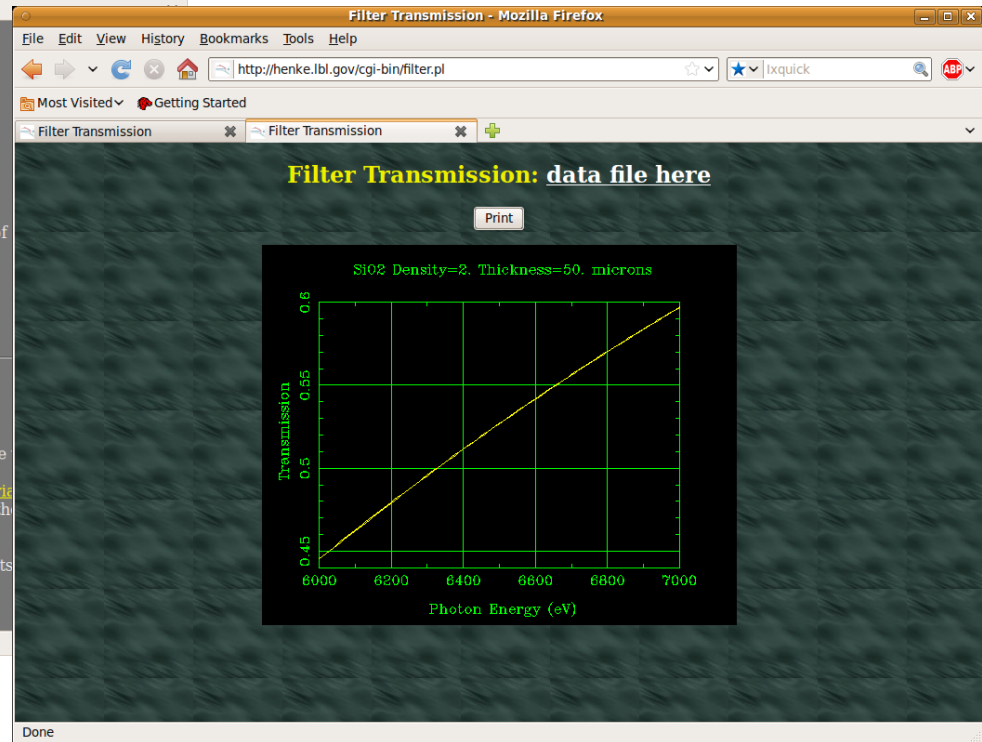 Filter Transmission - Mozilla Firefox
File Edit View History Bookmarks Tools Help
http://henke.lbl.gov/cgi-bin/filter.pl Ixquick ABP
Most Visited Getting Started
Filter Transmission Filter Transmission
Filter Transmission: data file here
Print
SiO2 Density=2. Thickness=50. microns
0.6
0.55
0.5
0.45
Transmission
6000 6200 6400 6600 6800 7000
Photon Energy (eV)
Done